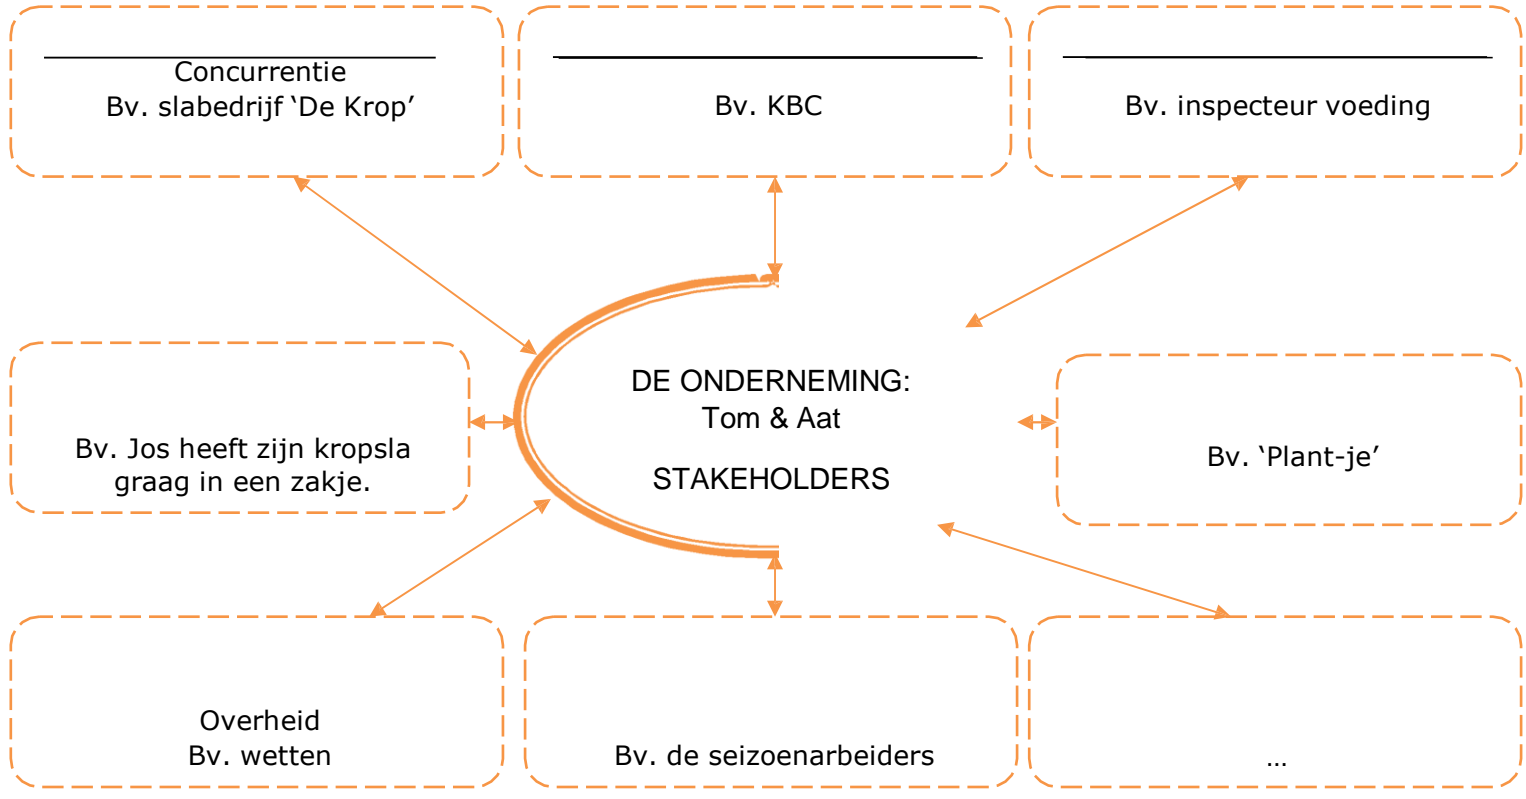 Concurrentie
Bv. slabedrijf ‘De Krop’
Bv. KBC
Bv. inspecteur voeding
DE ONDERNEMING:
Tom & Aat
STAKEHOLDERS
Bv. Jos heeft zijn kropsla
graag in een zakje.
Bv. ‘Plant-je’
Overheid
Bv. wetten
Bv. de seizoenarbeiders
…